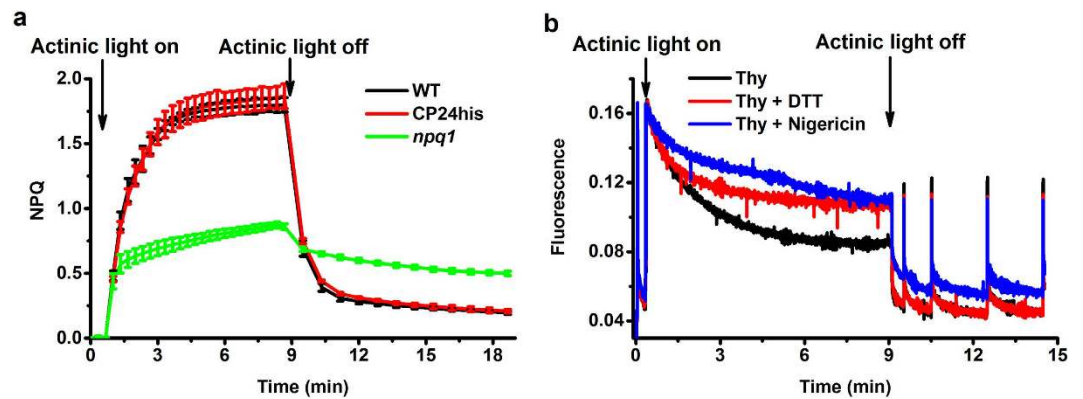 a
Actinic light on
Actinic light off
WT
CP24his
npq1
NPQ
2.0
1.5
1.0
0.5
0.0
0 3 6 9 12 15 18
Time (min)
b
Actinic light on
Actinic light off
Thy
Thy + DTT
Thy + Nigericin
Fluorescence
0.16
0.12
0.08
0.04
0 3 6 9 12 15
Time (min)